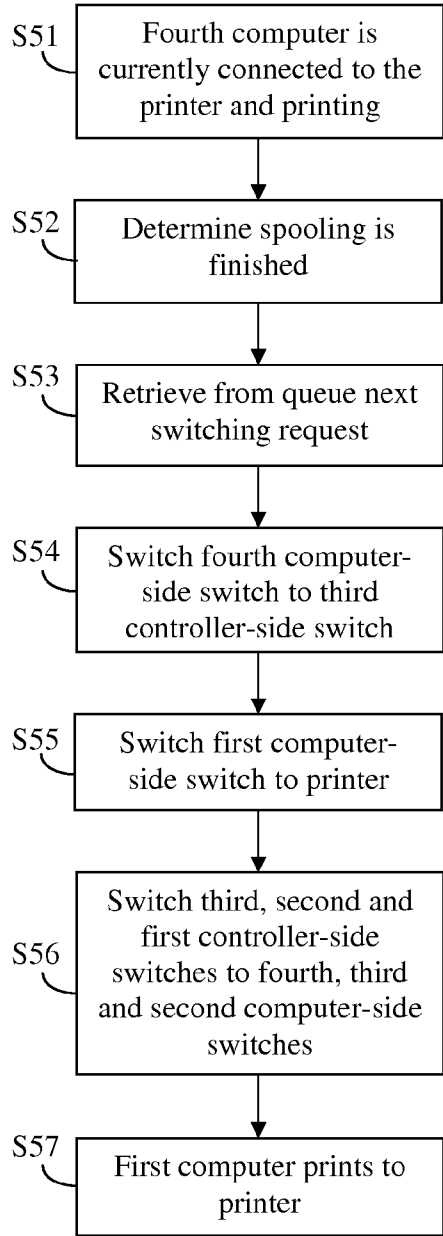 S51
Fourth computer is
currently connected to the
printer and printing
S52
Determine spooling is
finished
S53
Retrieve from queue next
switching request
S54
Switch fourth computer-
side switch to third
controller-side switch
S55
Switch first computer-
side switch to printer
S56
Switch third, second and
first controller-side
switches to fourth, third
and second computer-side
switches
S57
First computer prints to
printer